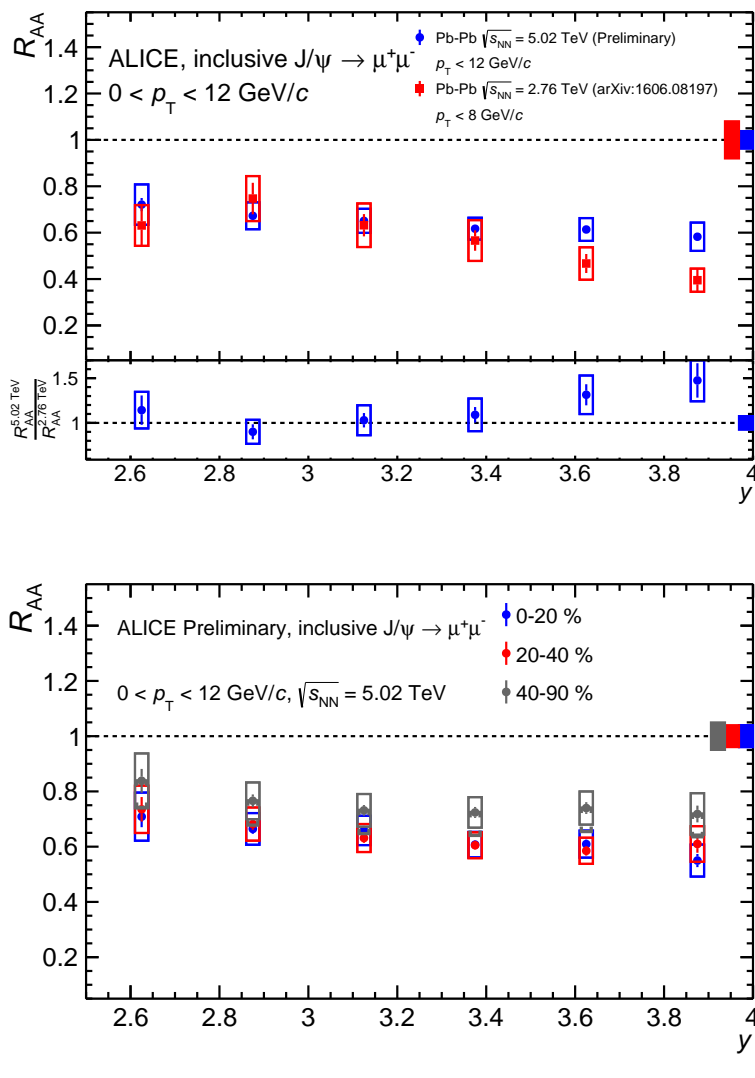 R_AA
1.4
1.2
1
0.8
0.6
0.4
0.2
ALICE, inclusive J/ψ → μ⁺μ⁻
0 < p_T < 12 GeV/c
Pb-Pb √s_NN = 5.02 TeV (Preliminary)
p_T < 12 GeV/c
Pb-Pb √s_NN = 2.76 TeV (arXiv:1606.08197)
p_T < 8 GeV/c
R_AA^5.02 TeV
R_AA^2.76 TeV
1.5
1
2.6 2.8 3 3.2 3.4 3.6 3.8 4
y
R_AA
1.4
1.2
1
0.8
0.6
0.4
0.2
ALICE Preliminary, inclusive J/ψ → μ⁺μ⁻
0 < p_T < 12 GeV/c, √s_NN = 5.02 TeV
0-20 %
20-40 %
40-90 %
2.6 2.8 3 3.2 3.4 3.6 3.8 4
y